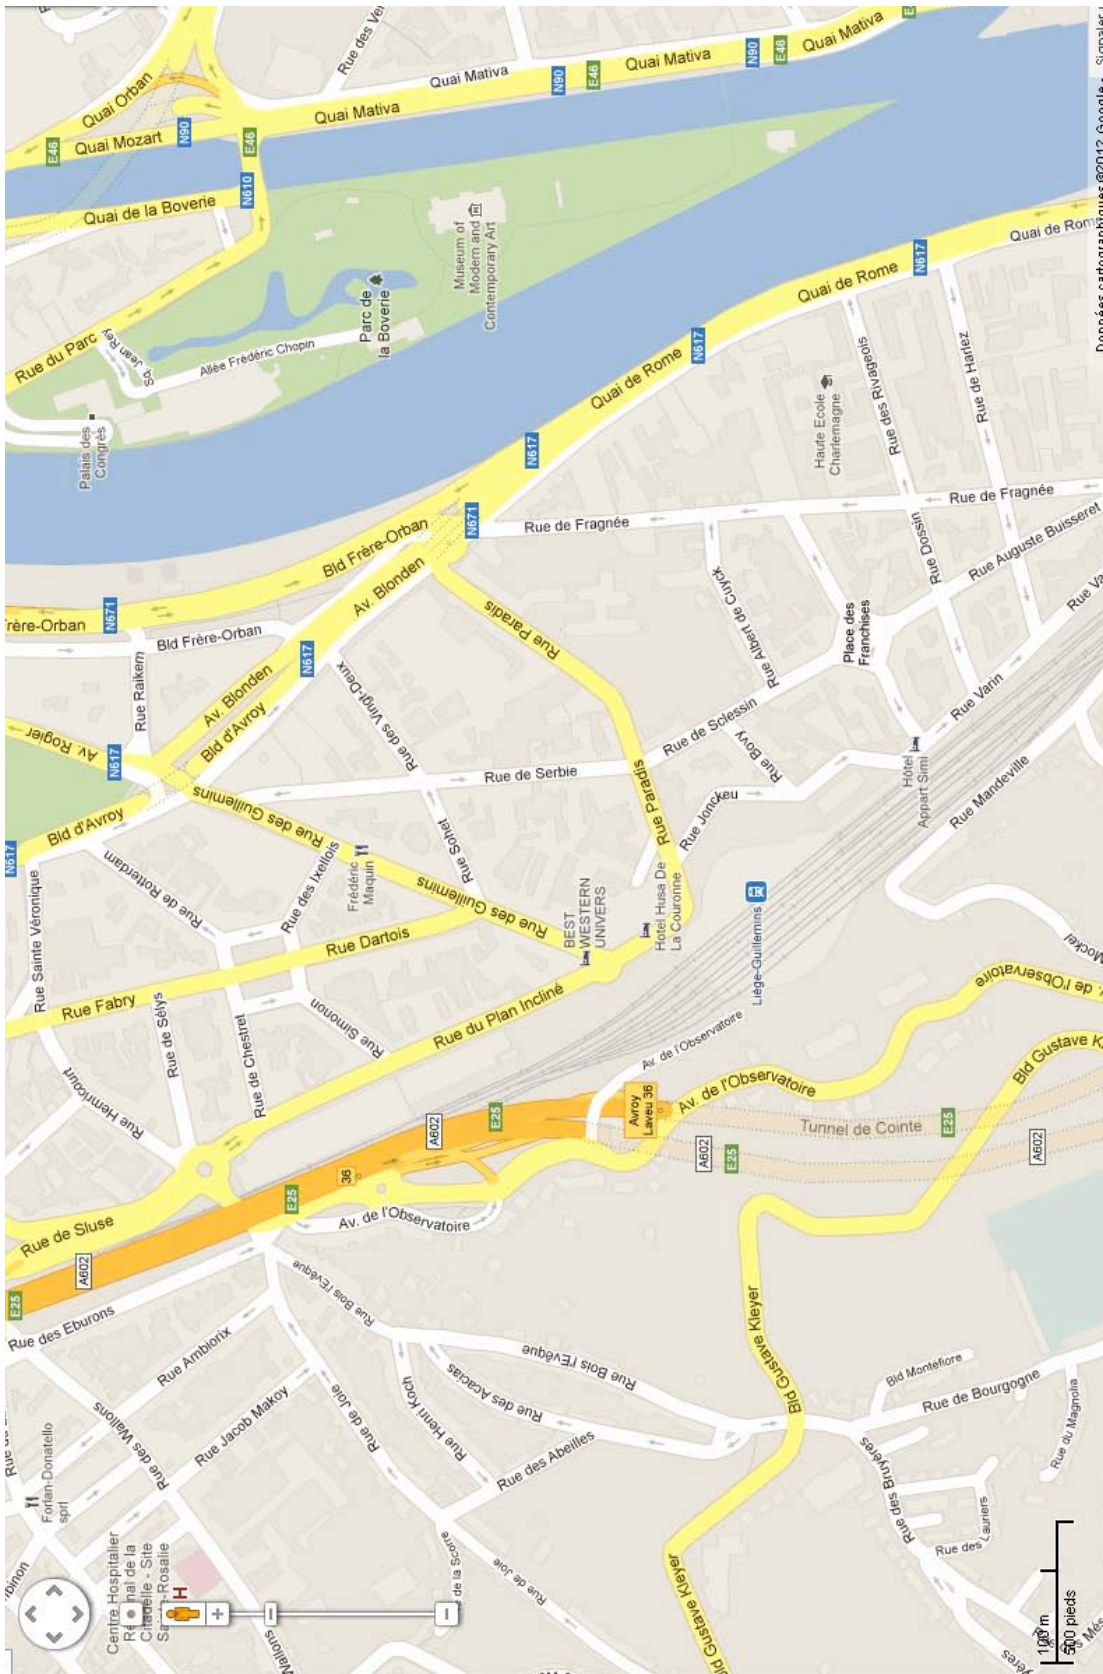 Quai Orban
E46
Quai Mozart
N90
E46
Quai de la Boverie
N610
Rue du Parc
Sq. Jean Rey
Palais des
Congrès
Allée Frédéric Chopin
Parc de
la Boverie
Museum of
Modern and
Contemporary Art
Quai Mativa
Quai Mativa
N90
E46
Quai Mativa
N90
E46
Quai Mativa
Quai de Rome
N617
Quai de Rome
N617
Quai de Rome
N617
N671
Bld Frère-Orban
Av. Blonden
N671
Bld Frère-Orban
Rue Raikem
Av. Rogier
N617
Av. Blonden
Bld d'Avroy
N617
Bld d'Avroy
N617
Rue des Vingt-Deux
Rue Paradis
Rue de Fragnée
Rue de Fragnée
Rue Albert de Cuyck
Haute Ecole
Charlemagne
Rue des Rivageois
Rue de Harlez
Rue Dossin
Rue Auguste Buisseret
Place des
Franchises
Rue de Sclessin
Rue Bovy
Rue Varin
Rue de Serbie
Rue Paradis
Rue Jonckeu
Hôtel
Appart Simi
Rue Mandeville
Rue Sainte Véronique
Rue de Rotterdam
Rue des Guillemins
Rue des Ixellois
Frédéric
Maquin
Rue Sohet
Rue des Guillemins
BEST
WESTERN
UNIVERS
Hotel Husa De
La Couronne
Liège-Guillemins
Rue Fabry
Rue Dartois
Rue de Sélys
Rue de Chestret
Rue Simonon
Rue du Plan Incliné
Rue Henricourt
Av. de l'Observatoire
Avroy
Laveu 36
Av. de l'Observatoire
Tunnel de Cointe
A602
E25
E25
A602
Bld Gustave K
Mockel
A602
E25
36
E25
Rue de Sluse
A602
E25
Av. de l'Observatoire
Rue des Eburons
Rue Ambiorix
Rue Bois l'Evêque
Rue Bois l'Evêque
Rue des Acacias
Rue Henri Koch
Rue des Abeilles
Rue de Joie
Rue Jacob Makoy
Rue des Wallons
Forlan-Donatello
sprl
Centre Hospitalier
Citadelle - Site
H
Rue de Joie
Wallons
Bld Gustave Kleyer
Bld Gustave Kleyer
Bld Montefiore
Rue de Bourgogne
Rue du Magnolia
Rue des Bruyères
Rue des Lauriers
100 m
500 pieds
Données cartographiques ©2012 Google -